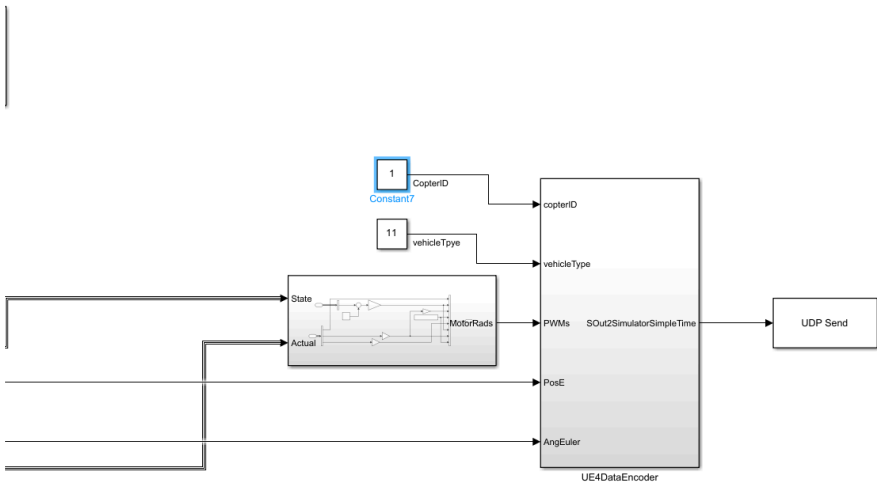 1
CopterID
Constant7
copterID
11
vehicleTpye
vehicleType
State
MotorRads
Actual
PWMs
SOut2SimulatorSimpleTime
UDP Send
PosE
AngEuler
UE4DataEncoder